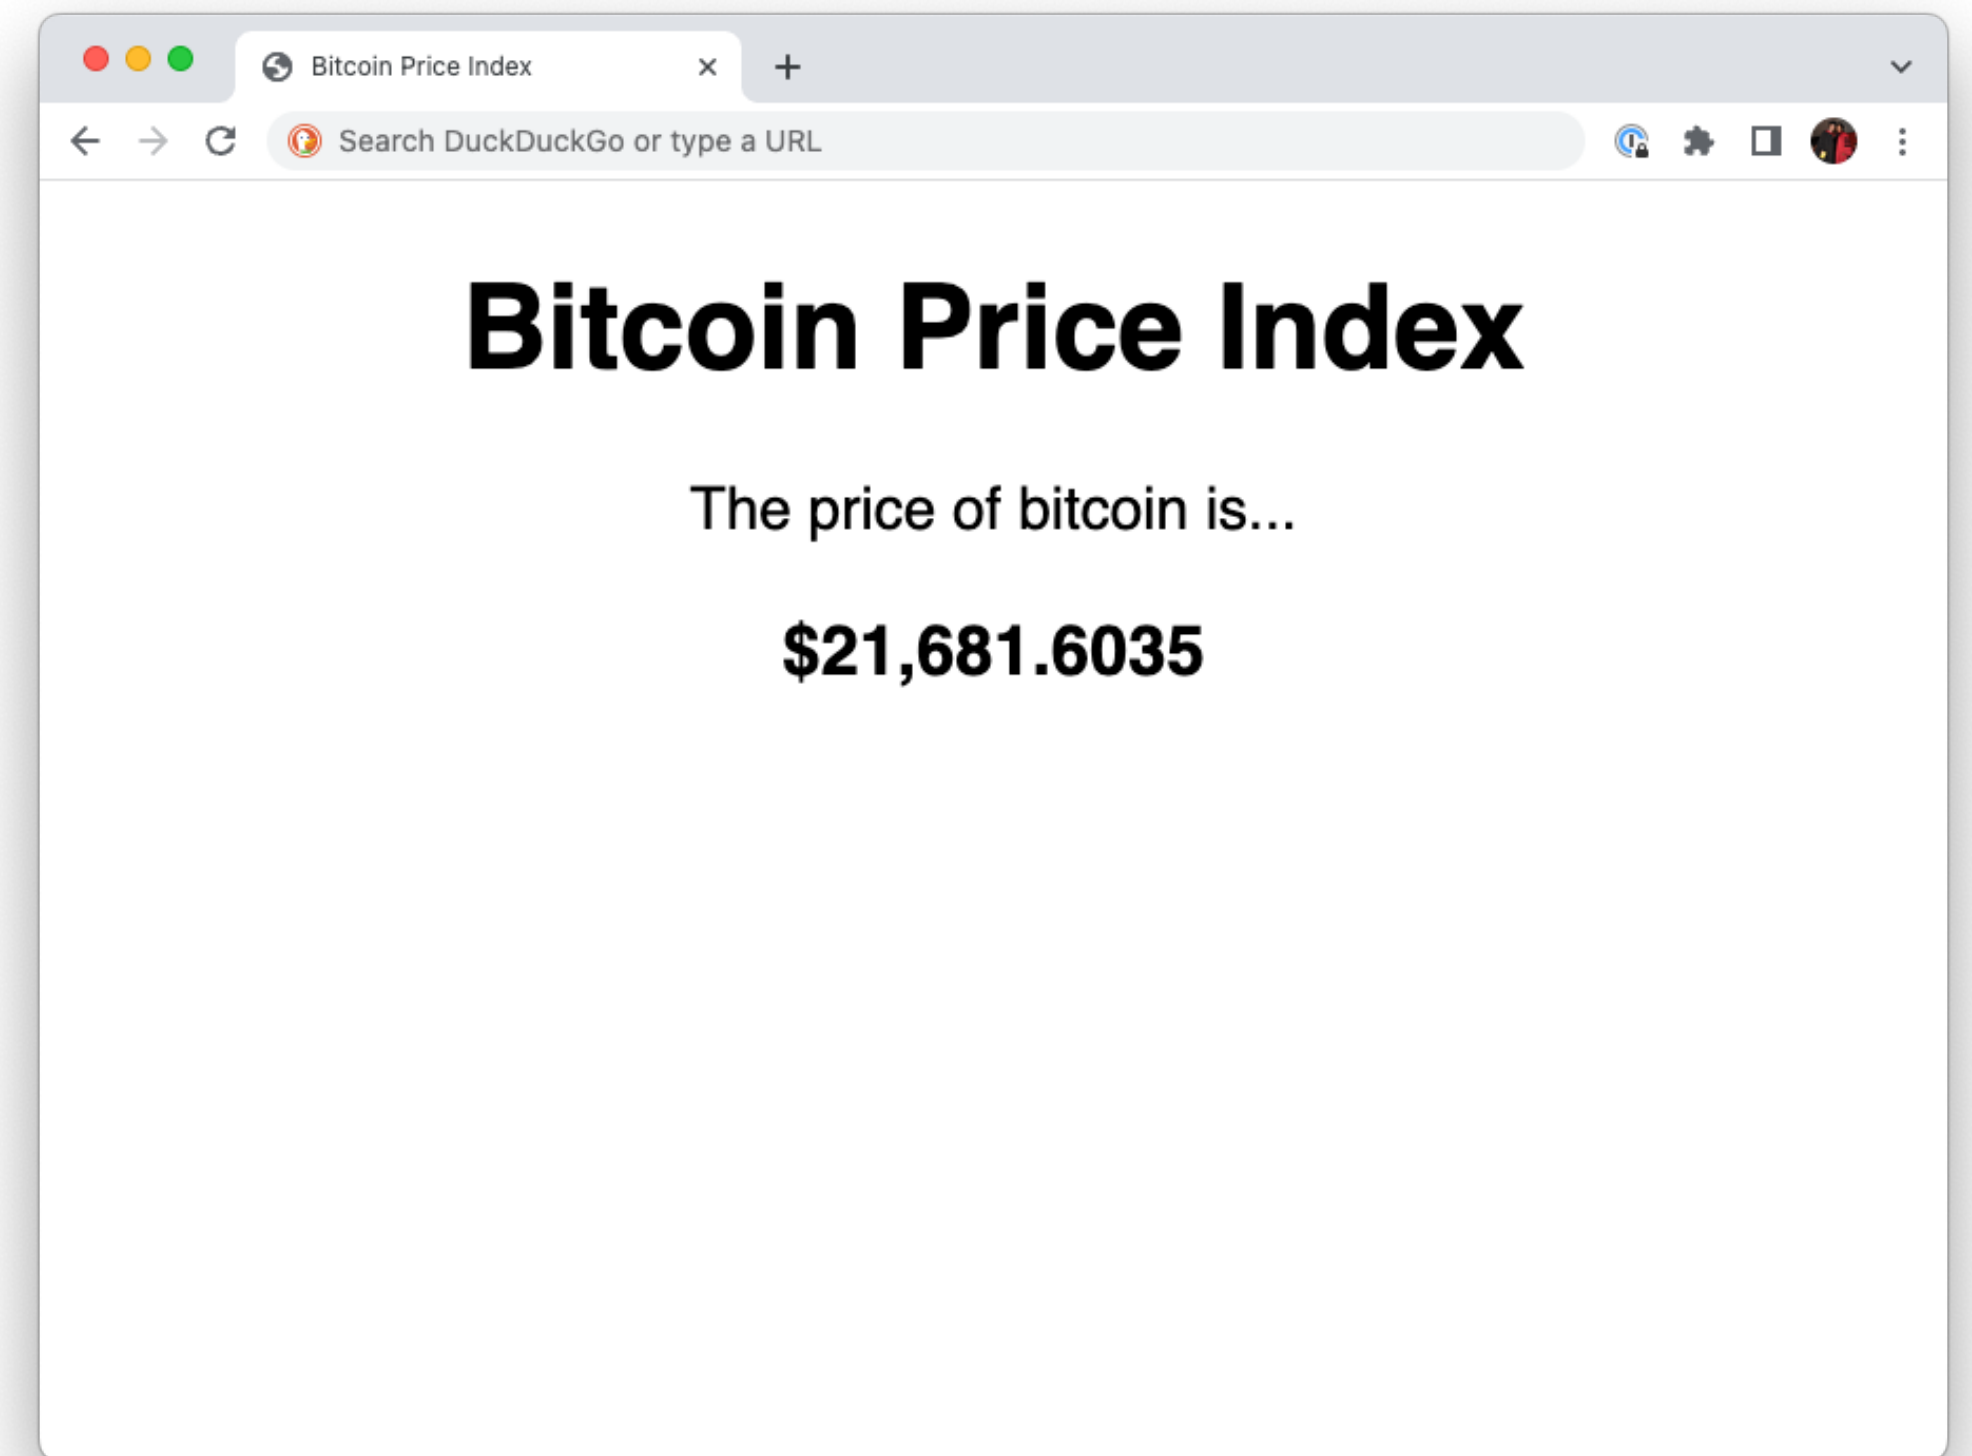 Bitcoin Price Index
Search DuckDuckGo or type a URL
Bitcoin Price Index
The price of bitcoin is...
$21,681.6035